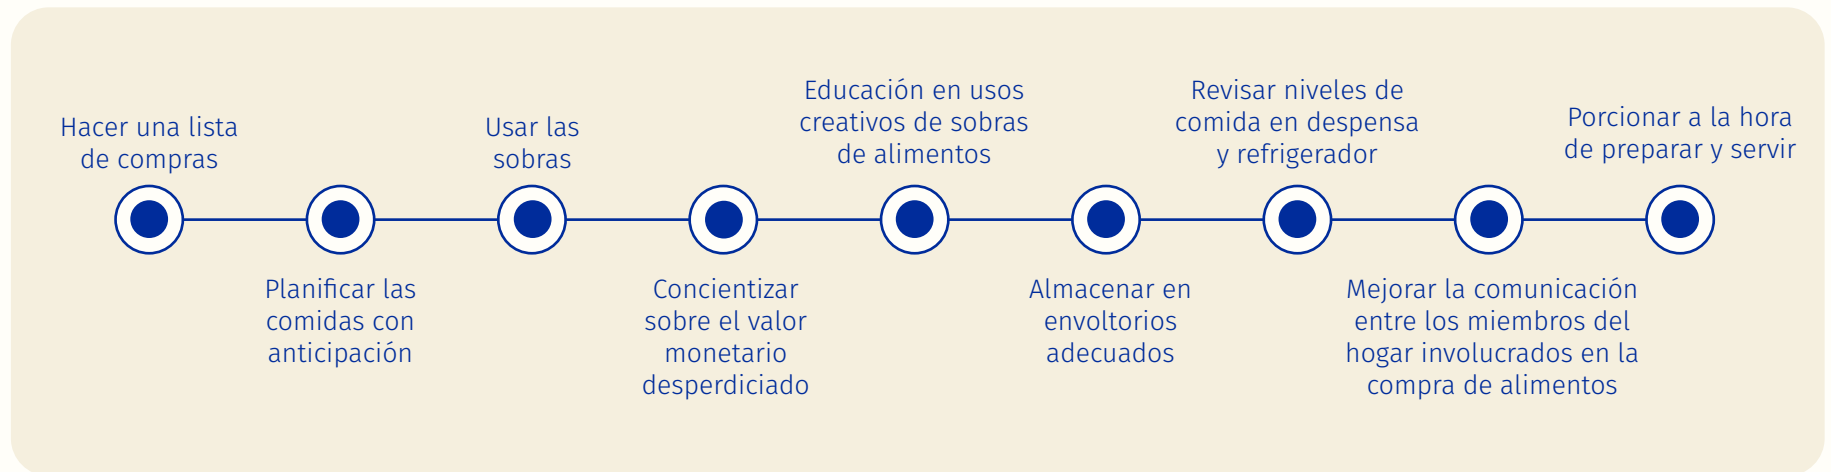 Hacer una lista
de compras
Planificar las
comidas con
anticipación
Usar las
sobras
Concientizar
sobre el valor
monetario
desperdiciado
Educación en usos
creativos de sobras
de alimentos
Almacenar en
envoltorios
adecuados
Revisar niveles de
comida en despensa
y refrigerador
Mejorar la comunicación
entre los miembros del
hogar involucrados en la
compra de alimentos
Porcionar a la hora
de preparar y servir